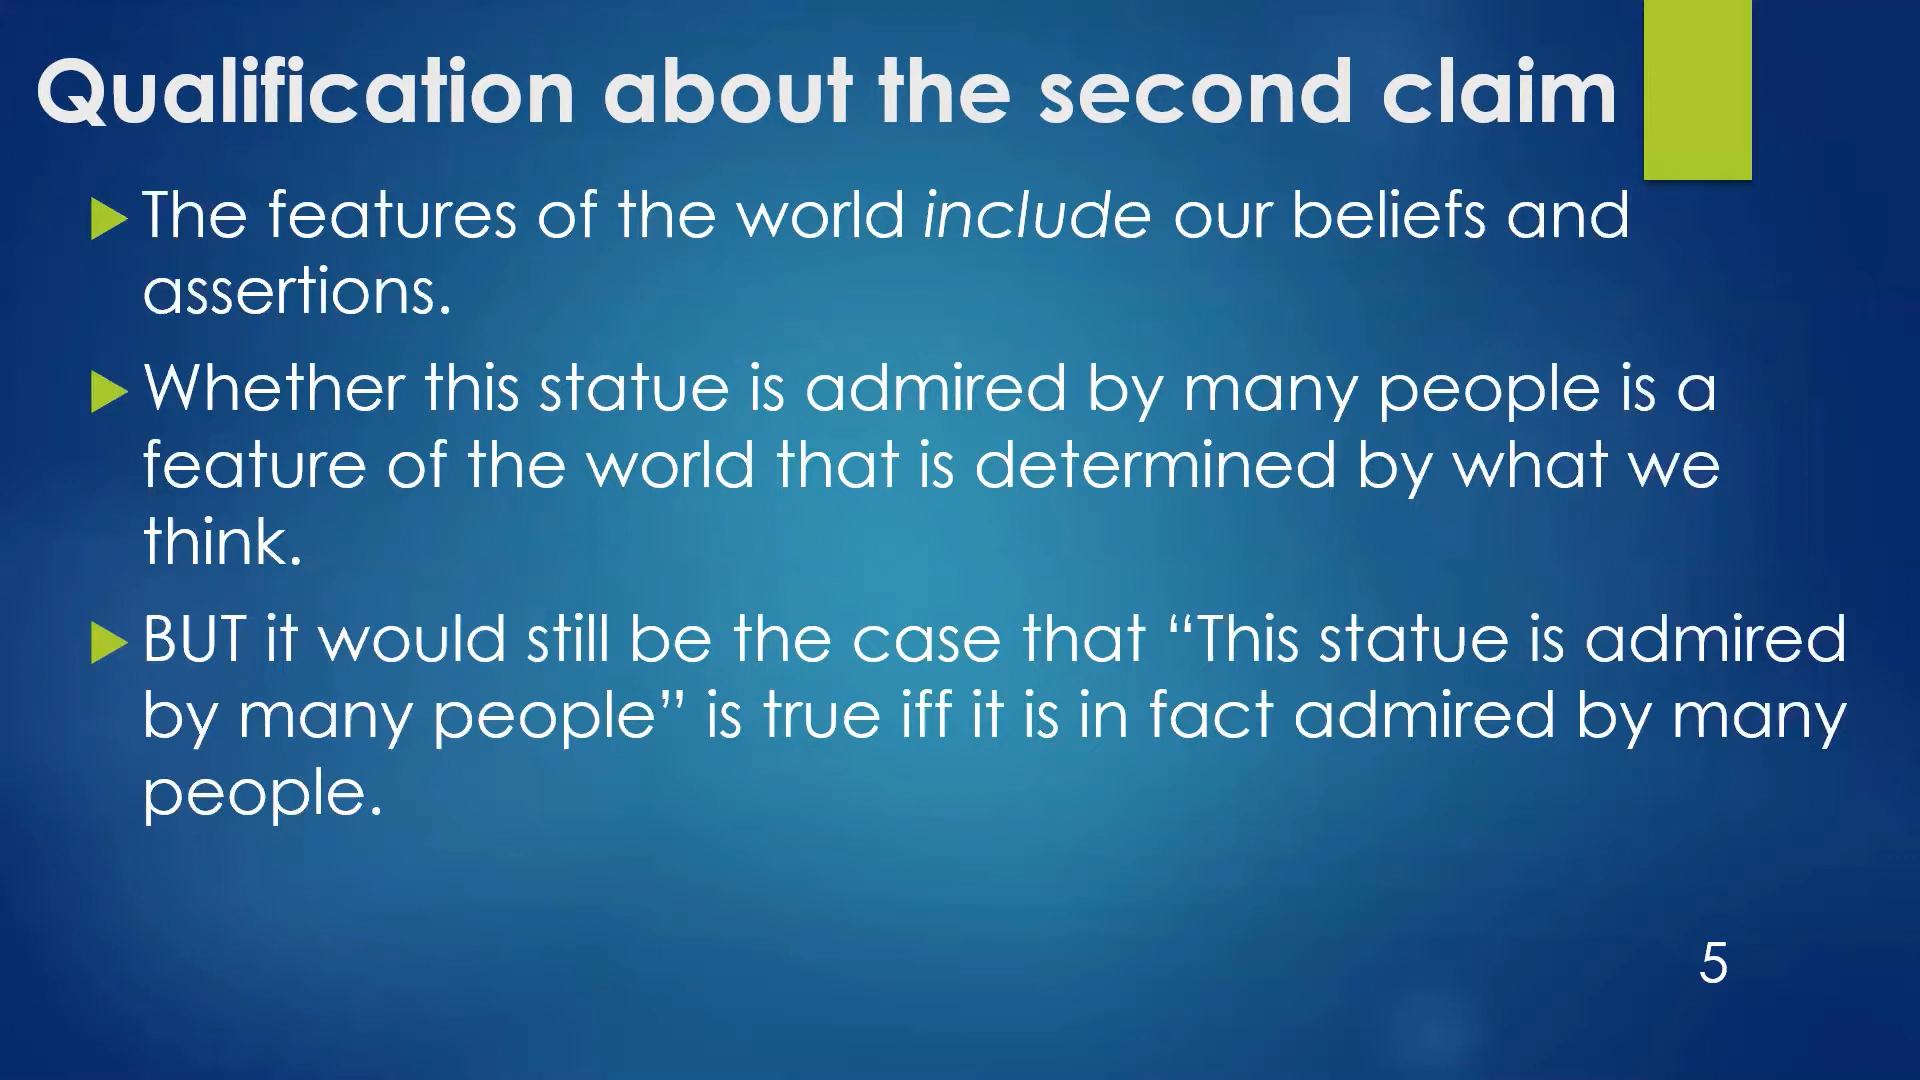 Qualification about the second claim
The features of the world include our beliefs and
assertions.
Whether this statue is admired by many people is a
feature of the world that is determined by what we
think.
BUT it would still be the case that “This statue is admired
by many people” is true iff it is in fact admired by many
people.
5